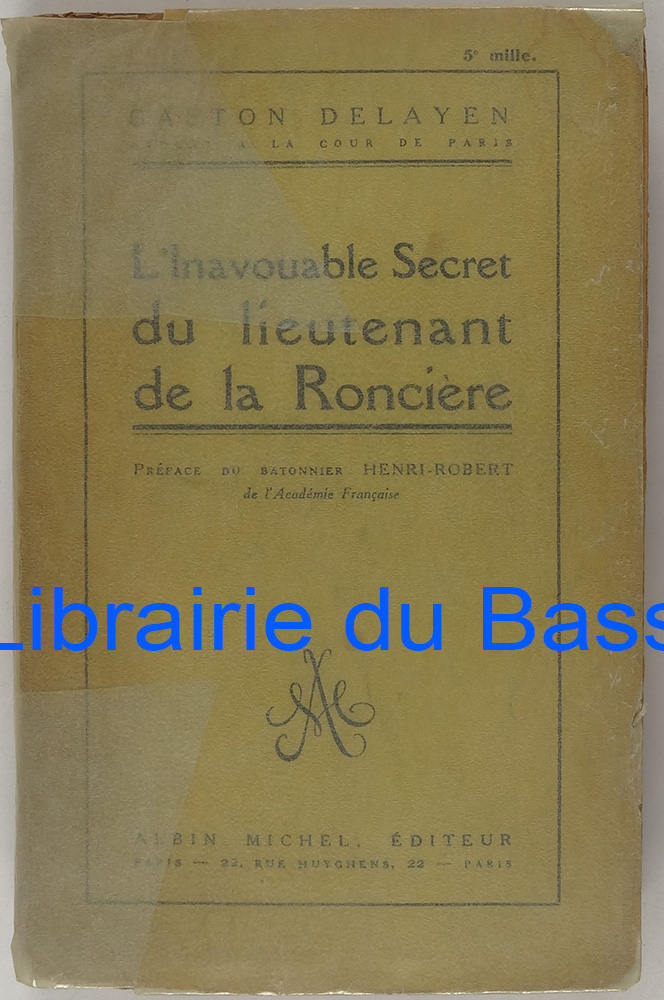 5e mille.
GASTON DELAYEN
AVOCAT A LA COUR DE PARIS
L'Inavouable Secret
du lieutenant
de la Roncière
PRÉFACE DU BATONNIER HENRI-ROBERT
de l'Académie Française
Librairie du Bass
ALBIN MICHEL, ÉDITEUR
PARIS — 22, RUE HUYGHENS, 22 — PARIS